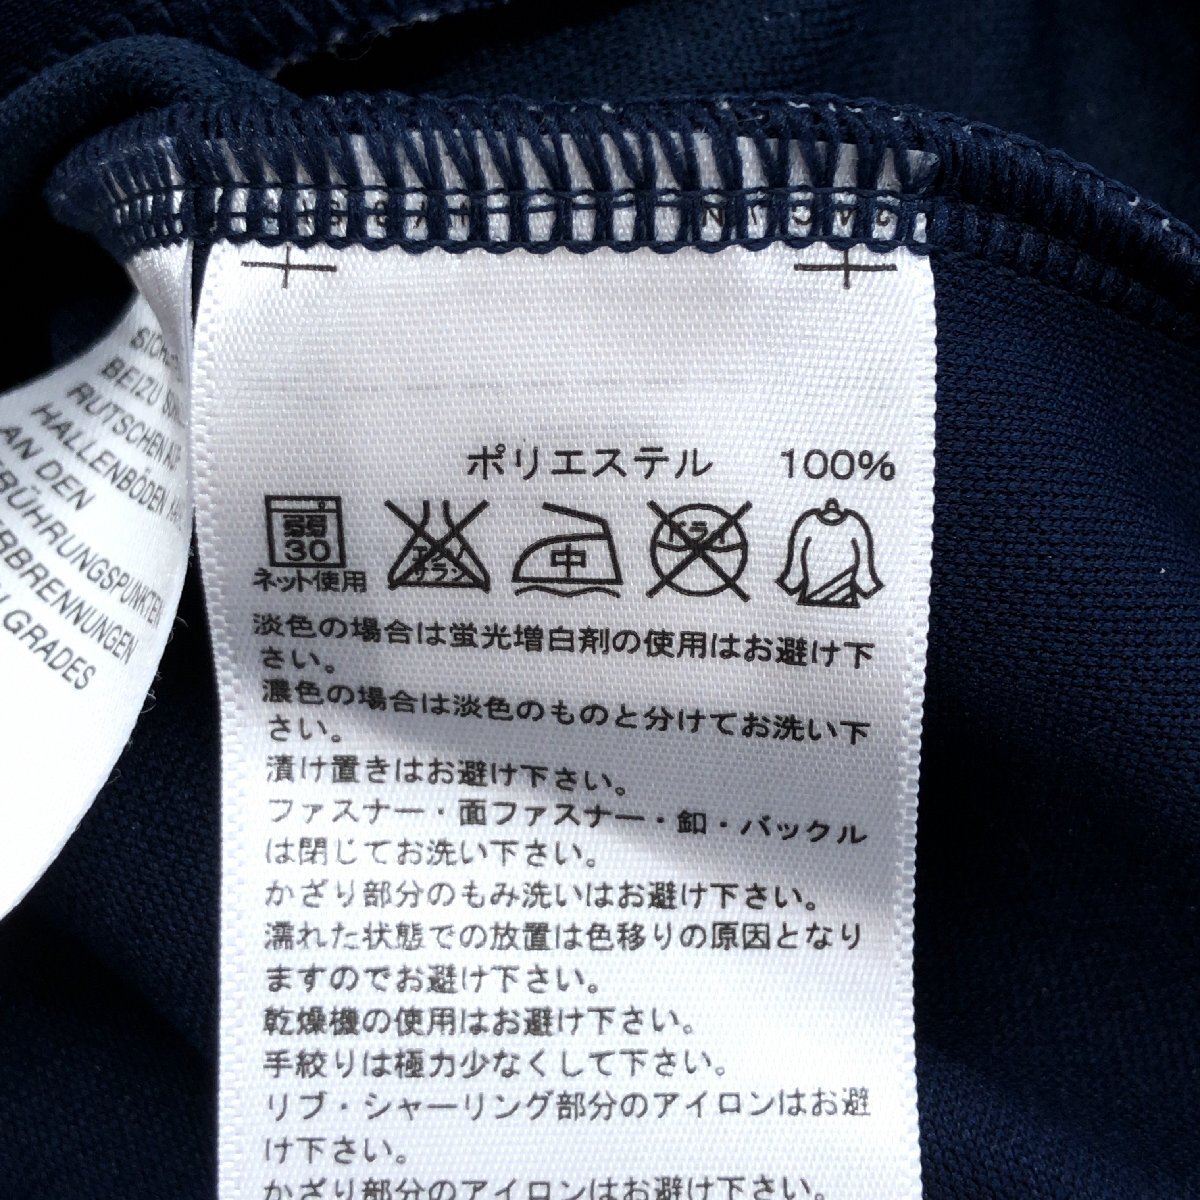 BEIZU
RUTSCHEN AUF
HALLENBÖDEN
AN DEN
BERÜHRUNGSPUNKTEN
VERBRENNUNGEN
GRADES
ポリエステル 100%
弱
30
ネット使用
エンソ
サラシ
中
ドライ
淡色の場合は蛍光増白剤の使用はお避け下
さい。
濃色の場合は淡色のものと分けてお洗い下
さい。
漬け置きはお避け下さい。
ファスナー・面ファスナー・釦・バックル
は閉じてお洗い下さい。
かざり部分のもみ洗いはお避け下さい。
濡れた状態での放置は色移りの原因となり
ますのでお避け下さい。
乾燥機の使用はお避け下さい。
手絞りは極力少なくして下さい。
リブ・シャーリング部分のアイロンはお避
け下さい。
かざり部分のアイロンはお避け下さい。